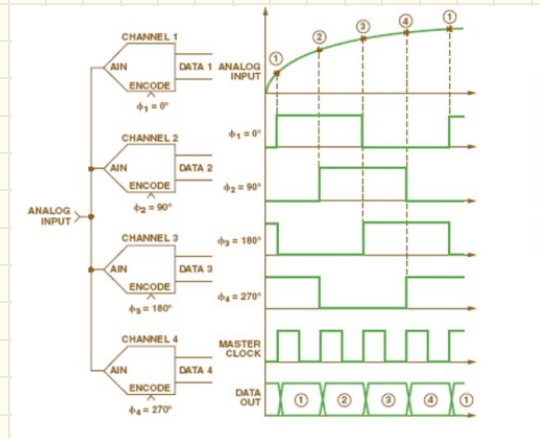 CHANNEL 1
AIN
DATA 1
ENCODE
ϕ1 = 0°
CHANNEL 2
AIN
DATA 2
ENCODE
ϕ2 = 90°
ANALOG
INPUT
CHANNEL 3
AIN
DATA 3
ENCODE
ϕ3 = 180°
CHANNEL 4
AIN
DATA 4
ENCODE
ϕ4 = 270°
ANALOG
INPUT
① ② ③ ④ ①
ϕ1 = 0°
ϕ2 = 90°
ϕ3 = 180°
ϕ4 = 270°
MASTER
CLOCK
DATA
OUT
① ② ③ ④ ①